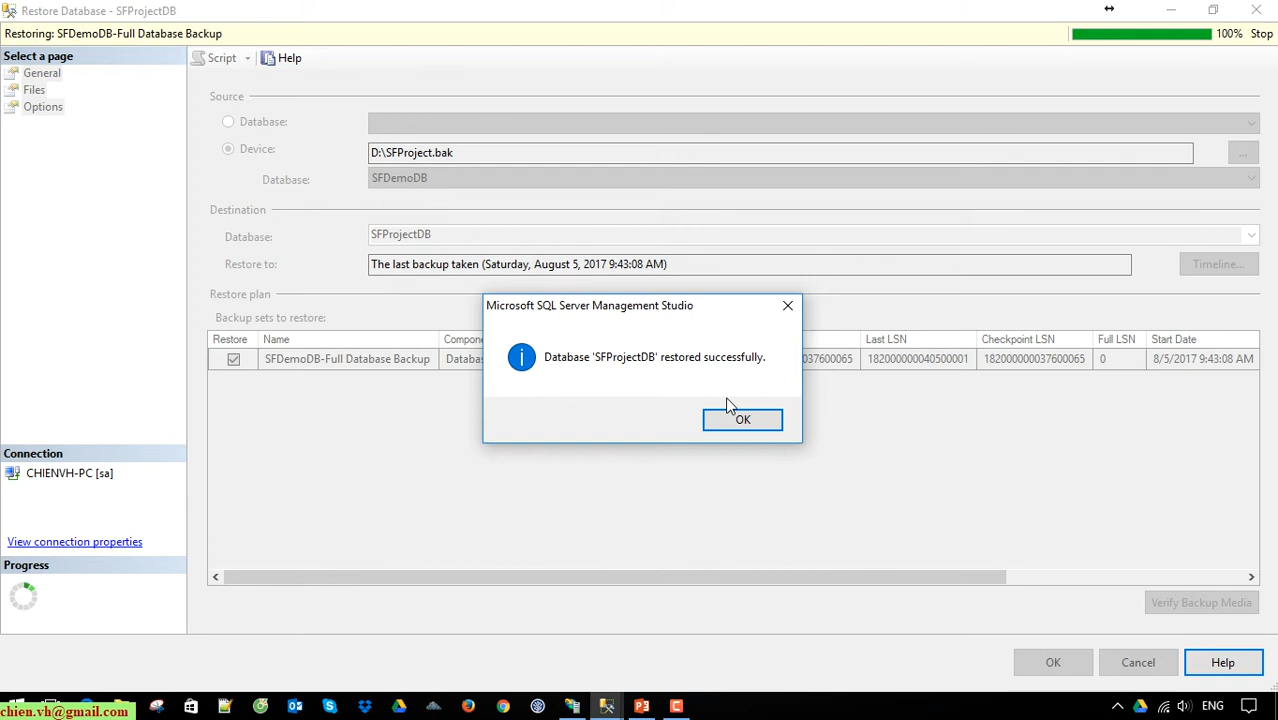 Restore Database - SFProjectDB
Restoring: SFDemoDB-Full Database Backup
100% Stop
Select a page
General
Files
Options
Script
Help
Source
Database:
Device:
D:\SFProject.bak
...
Database:
SFDemoDB
Destination
Database:
SFProjectDB
Restore to:
The last backup taken (Saturday, August 5, 2017 9:43:08 AM)
Timeline...
Restore plan
Backup sets to restore:
Restore Name Compone Last LSN Checkpoint LSN Full LSN Start Date
SFDemoDB-Full Database Backup Databas 037600065 182000000040500001 182000000037600065 0 8/5/2017 9:43:08 AM
Microsoft SQL Server Management Studio
Database 'SFProjectDB' restored successfully.
OK
Connection
CHIENVH-PC [sa]
View connection properties
Progress
Verify Backup Media
OK
Cancel
Help
chien.vh@gmail.com
ENG